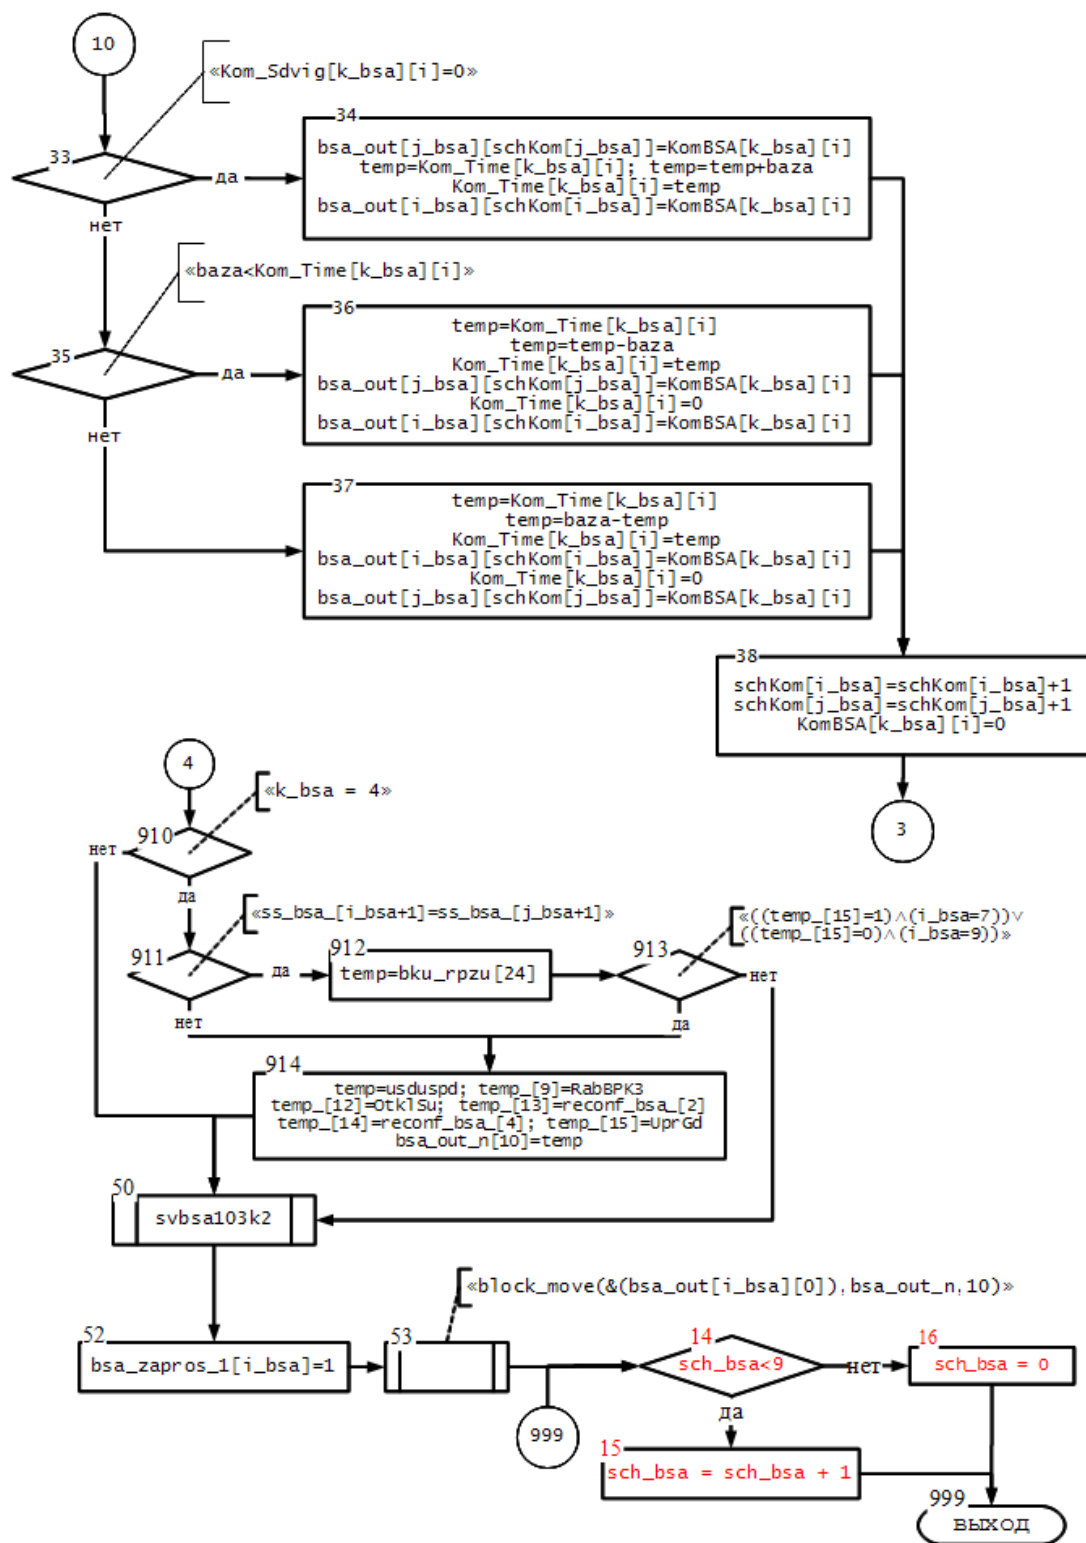 10
«Kom_Sdvig[k_bsa][i]=0»
33
да
нет
34
bsa_out[j_bsa][schKom[j_bsa]]=KomBSA[k_bsa][i]
temp=Kom_Time[k_bsa][i]; temp=temp+baza
Kom_Time[k_bsa][i]=temp
bsa_out[i_bsa][schKom[i_bsa]]=KomBSA[k_bsa][i]
«baza<Kom_Time[k_bsa][i]»
35
да
нет
36
temp=Kom_Time[k_bsa][i]
temp=temp-baza
Kom_Time[k_bsa][i]=temp
bsa_out[j_bsa][schKom[j_bsa]]=KomBSA[k_bsa][i]
Kom_Time[k_bsa][i]=0
bsa_out[i_bsa][schKom[i_bsa]]=KomBSA[k_bsa][i]
37
temp=Kom_Time[k_bsa][i]
temp=baza-temp
Kom_Time[k_bsa][i]=temp
bsa_out[i_bsa][schKom[i_bsa]]=KomBSA[k_bsa][i]
Kom_Time[k_bsa][i]=0
bsa_out[j_bsa][schKom[j_bsa]]=KomBSA[k_bsa][i]
38
schKom[i_bsa]=schKom[i_bsa]+1
schKom[j_bsa]=schKom[j_bsa]+1
KomBSA[k_bsa][i]=0
3
4
«k_bsa = 4»
910
нет
да
«ss_bsa_[i_bsa+1]=ss_bsa_[j_bsa+1]»
911
да
нет
912
temp=bku_rpzu[24]
«((temp_[15]=1)∧(i_bsa=7))∨
((temp_[15]=0)∧(i_bsa=9))»
913
нет
да
914
temp=usduspd; temp_[9]=RabBPK3
temp_[12]=OtklSu; temp_[13]=reconf_bsa_[2]
temp_[14]=reconf_bsa_[4]; temp_[15]=UprGd
bsa_out_n[10]=temp
50
svbsa103k2
«block_move(&(bsa_out[i_bsa][0]),bsa_out_n,10)»
52
bsa_zapros_1[i_bsa]=1
53
999
14
sch_bsa<9
нет
да
16
sch_bsa = 0
15
sch_bsa = sch_bsa + 1
999
ВЫХОД